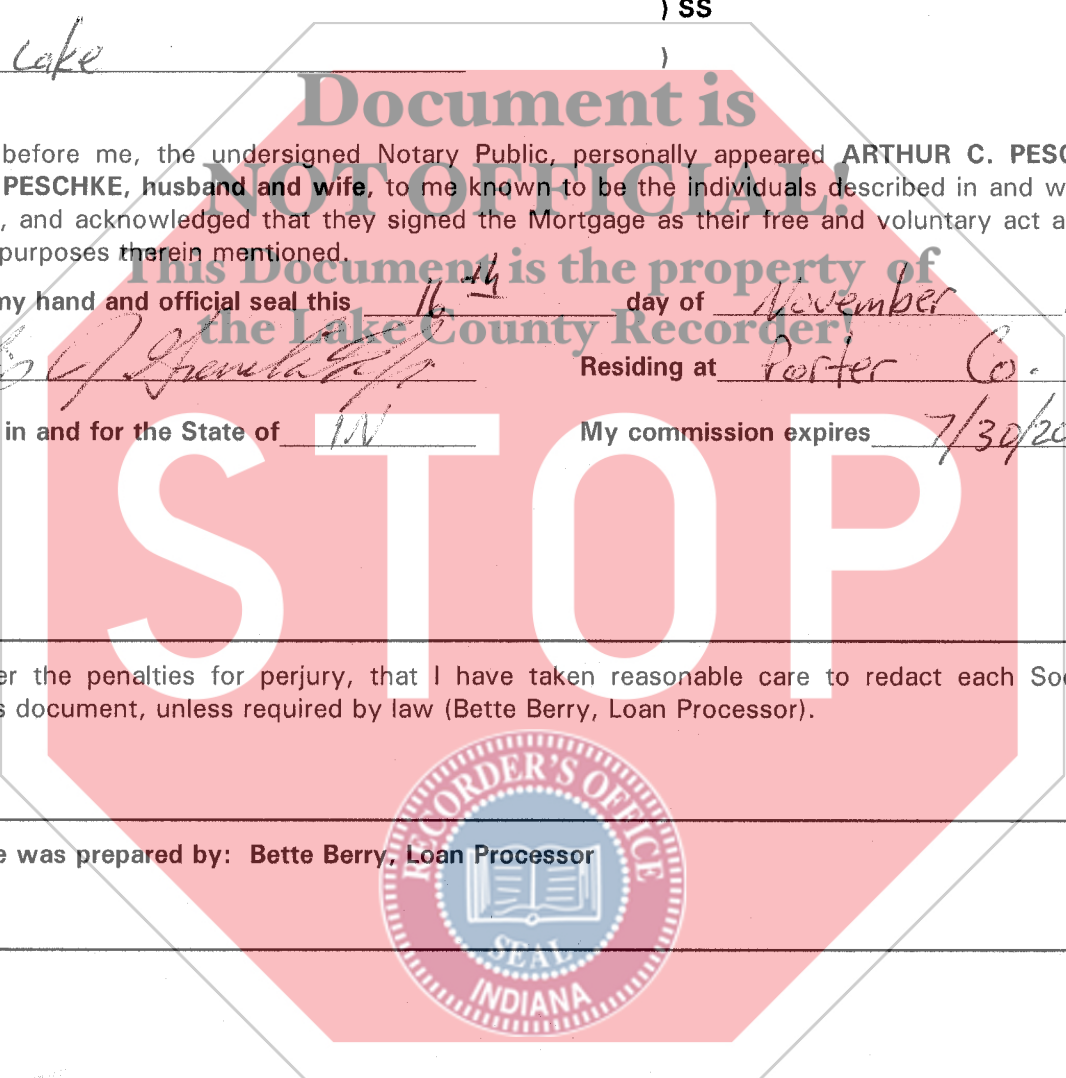 ) SS
Lake )
Document is
before me, the undersigned Notary Public, personally appeared ARTHUR C. PESC
NOT OFFICIAL!
PESCHKE, husband and wife, to me known to be the individuals described in and w
, and acknowledged that they signed the Mortgage as their free and voluntary act a
purposes therein mentioned.
This Document is the property of
my hand and official seal this 16th day of November
the Lake County Recorder!
Residing at Porter Co.
in and for the State of IN My commission expires 7/30/20
STOP
er the penalties for perjury, that I have taken reasonable care to redact each Soc
s document, unless required by law (Bette Berry, Loan Processor).
RECORDER'S OFFICE
e was prepared by: Bette Berry, Loan Processor
SEAL
INDIANA